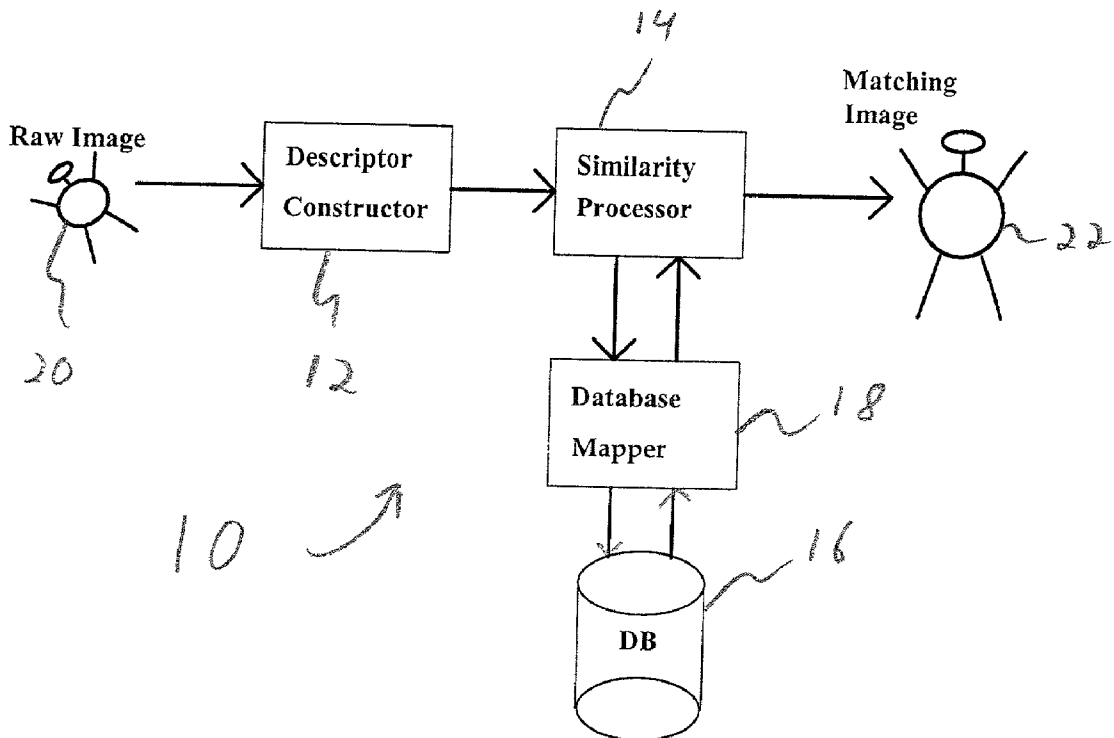 14
Matching
Image
Raw Image
Descriptor
Constructor
Similarity
Processor
22
20
12
Database
Mapper
18
10
16
DB